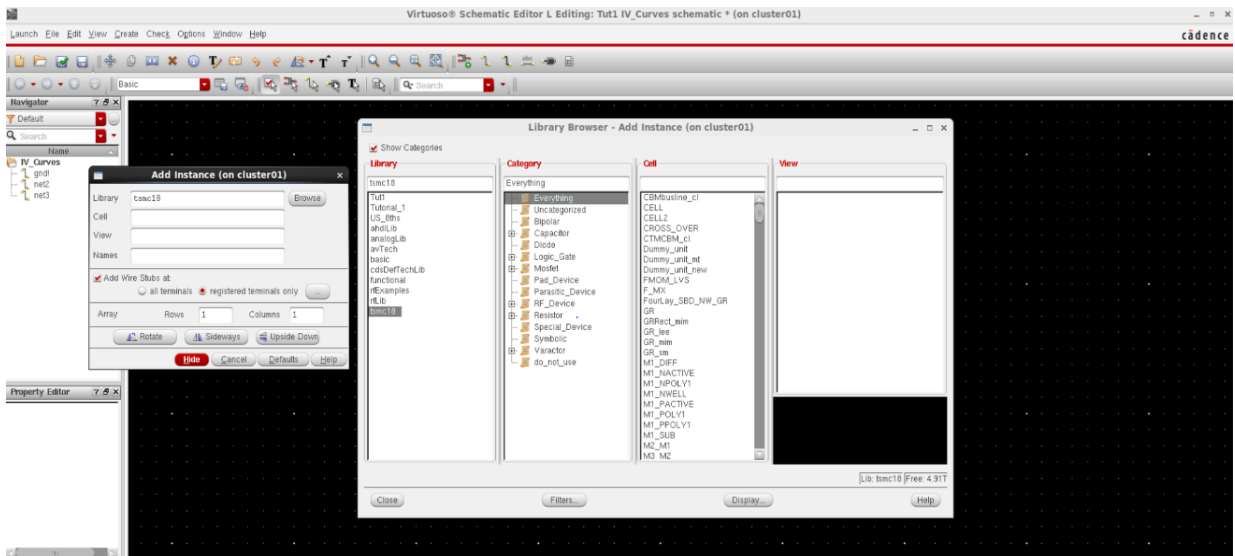 Virtuoso® Schematic Editor L Editing: Tut1 IV_Curves schematic * (on cluster01)
Launch File Edit View Create Check Options Window Help
cādence
Basic
Search
Navigator
Default
Search
Name
IV_Curves
gnd!
net2
net3
Property Editor
Add Instance (on cluster01)
Library tsmc18 Browse
Cell
View
Names
Add Wire Stubs at:
all terminals registered terminals only ...
Array Rows 1 Columns 1
Rotate Sideways Upside Down
Hide Cancel Defaults Help
Library Browser - Add Instance (on cluster01)
Show Categories
Library
tsmc18
Tut1
Tutorial_1
US_8ths
ahdlLib
analogLib
avTech
basic
cdsDefTechLib
functional
rfExamples
rfLib
tsmc18
Category
Everything
Everything
Uncategorized
Bipolar
Capacitor
Diode
Logic_Gate
Mosfet
Pad_Device
Parasitic_Device
RF_Device
Resistor
Special_Device
Symbolic
Varactor
do_not_use
Cell
CBMbusline_cl
CELL
CELL2
CROSS_OVER
CTMCBM_cl
Dummy_unit
Dummy_unit_mt
Dummy_unit_new
FMOM_LVS
F_MX
FourLay_SBD_NW_GR
GR
GRRect_mim
GR_lee
GR_mim
GR_sm
M1_DIFF
M1_NACTIVE
M1_NPOLY1
M1_NWELL
M1_PACTIVE
M1_POLY1
M1_PPOLY1
M1_SUB
M2_M1
M3_M2
View
Lib: tsmc18 Free: 4.91T
Close Filters... Display... Help